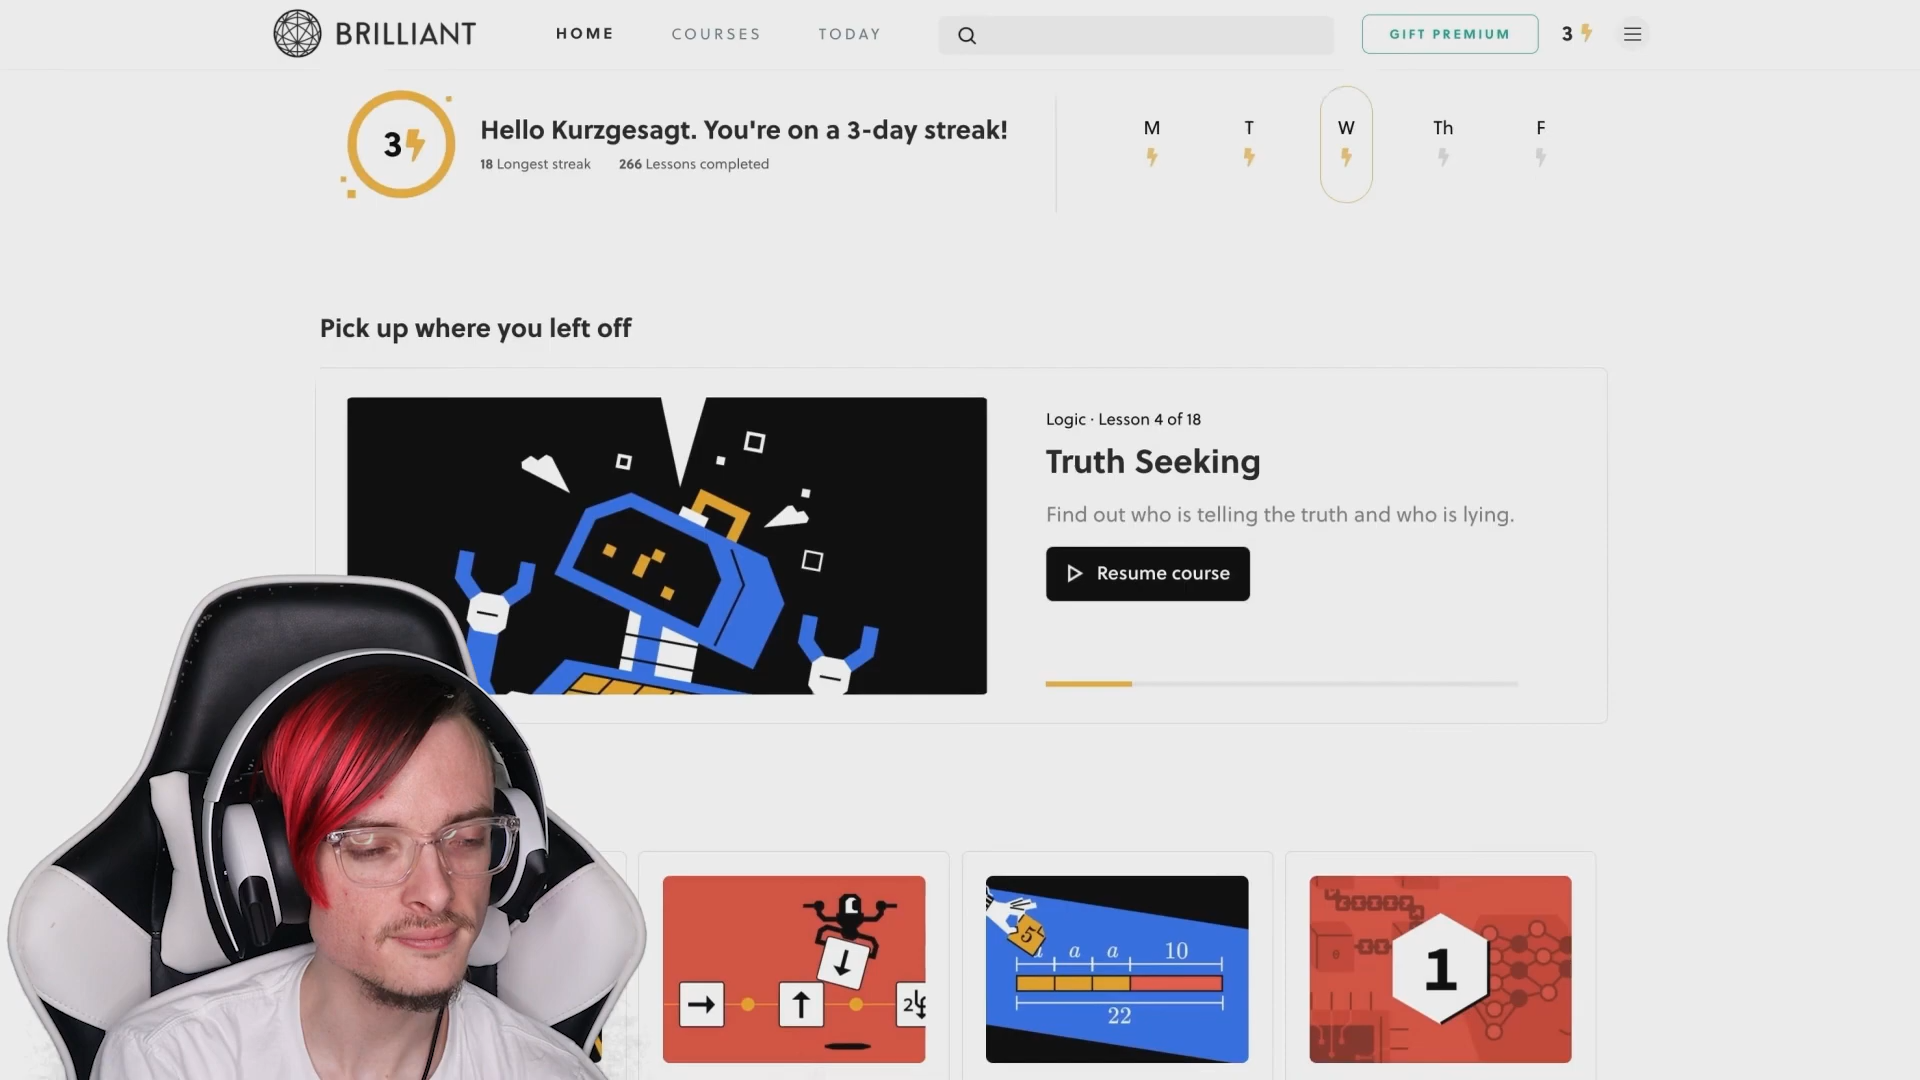 BRILLIANT
HOME
COURSES
TODAY
GIFT PREMIUM
3
3
Hello Kurzgesagt. You're on a 3-day streak!
18 Longest streak
266 Lessons completed
M
T
W
Th
F
Pick up where you left off
Logic · Lesson 4 of 18
Truth Seeking
Find out who is telling the truth and who is lying.
Resume course
5
a
a
10
22
1